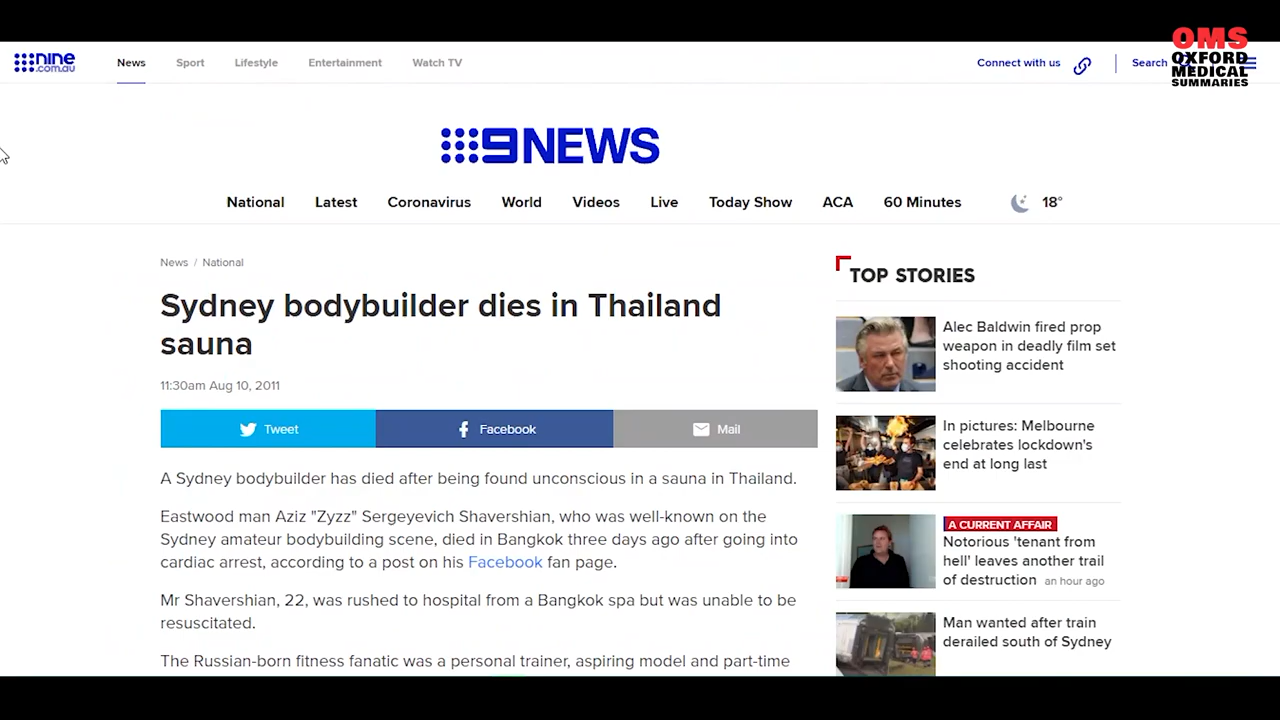 nine
.com.au
News
Sport
Lifestyle
Entertainment
Watch TV
Connect with us
Search
OMS
OXFORD
MEDICAL
SUMMARIES
9NEWS
National
Latest
Coronavirus
World
Videos
Live
Today Show
ACA
60 Minutes
18°
News / National
Sydney bodybuilder dies in Thailand
sauna
11:30am Aug 10, 2011
Tweet
Facebook
Mail
A Sydney bodybuilder has died after being found unconscious in a sauna in Thailand.
Eastwood man Aziz "Zyzz" Sergeyevich Shavershian, who was well-known on the
Sydney amateur bodybuilding scene, died in Bangkok three days ago after going into
cardiac arrest, according to a post on his Facebook fan page.
Mr Shavershian, 22, was rushed to hospital from a Bangkok spa but was unable to be
resuscitated.
The Russian-born fitness fanatic was a personal trainer, aspiring model and part-time
TOP STORIES
Alec Baldwin fired prop
weapon in deadly film set
shooting accident
In pictures: Melbourne
celebrates lockdown's
end at long last
A CURRENT AFFAIR
Notorious 'tenant from
hell' leaves another trail
of destruction an hour ago
Man wanted after train
derailed south of Sydney